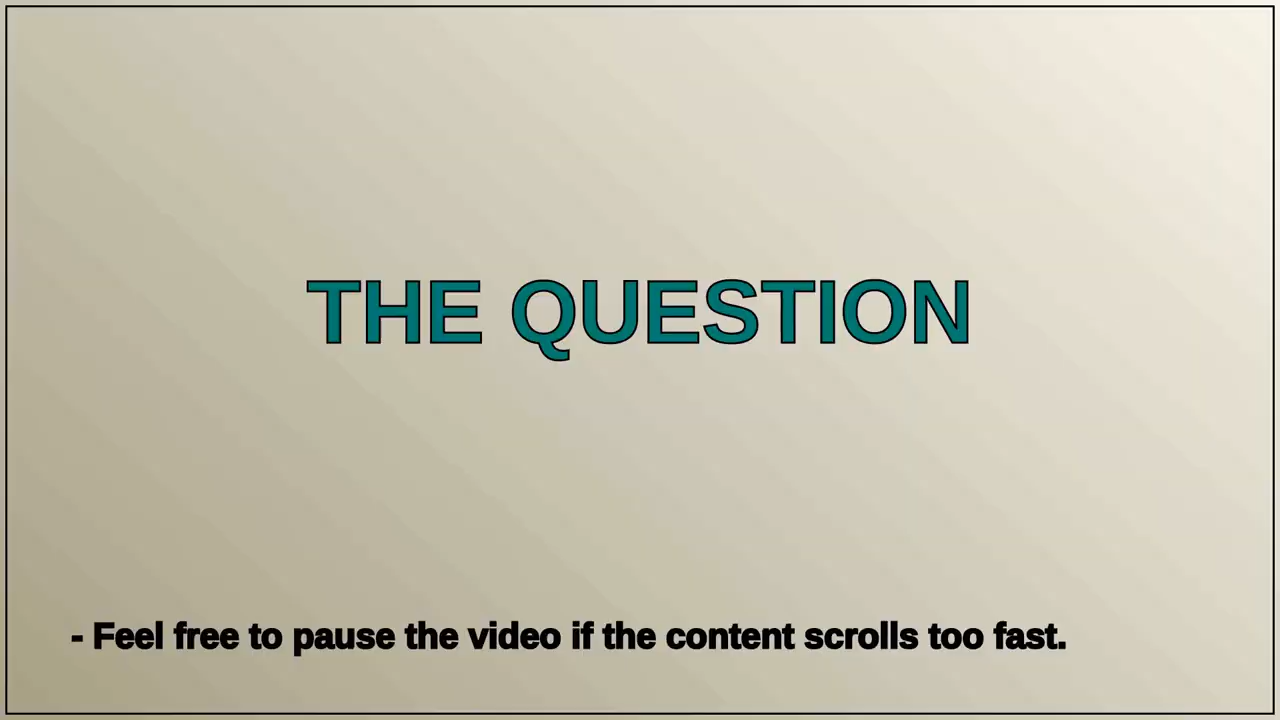 THE QUESTION
- Feel free to pause the video if the content scrolls too fast.